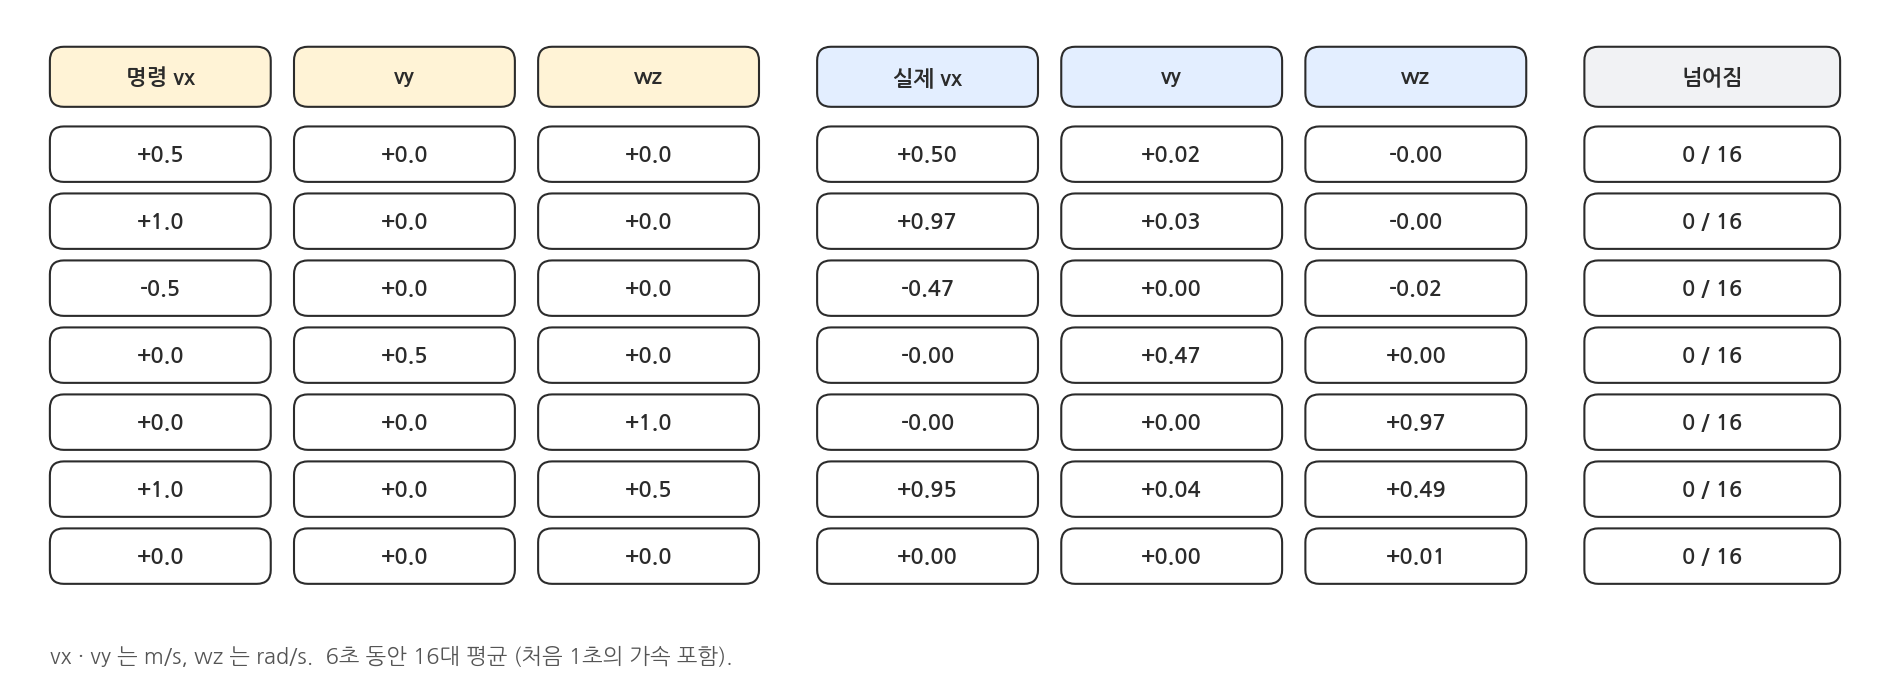 명령 vx vy wz 실제 vx vy wz 넘어짐
+0.5 +0.0 +0.0 +0.50 +0.02 -0.00 0 / 16
+1.0 +0.0 +0.0 +0.97 +0.03 -0.00 0 / 16
-0.5 +0.0 +0.0 -0.47 +0.00 -0.02 0 / 16
+0.0 +0.5 +0.0 -0.00 +0.47 +0.00 0 / 16
+0.0 +0.0 +1.0 -0.00 +0.00 +0.97 0 / 16
+1.0 +0.0 +0.5 +0.95 +0.04 +0.49 0 / 16
+0.0 +0.0 +0.0 +0.00 +0.00 +0.01 0 / 16
vx · vy 는 m/s, wz 는 rad/s. 6초 동안 16대 평균 (처음 1초의 가속 포함).